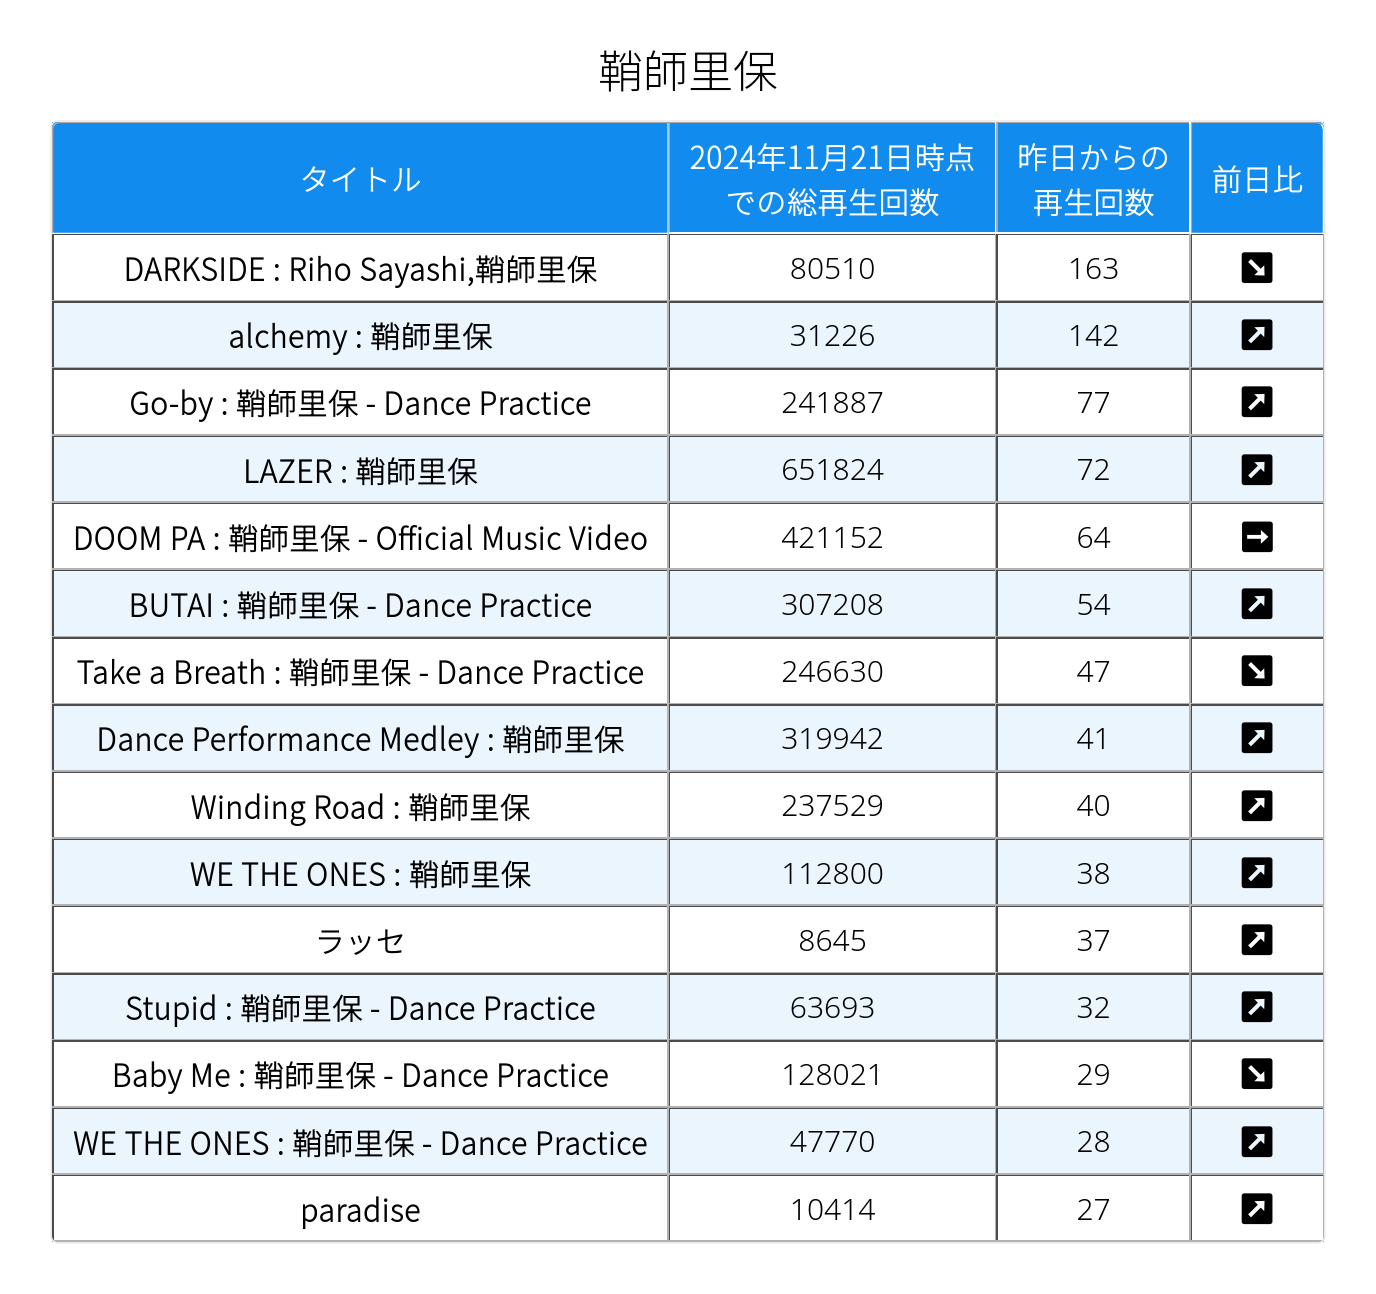 鞘師里保
タイトル
2024年11月21日時点
での総再生回数
昨日からの
再生回数
前日比
DARKSIDE : Riho Sayashi,鞘師里保 80510 163 ↘
alchemy : 鞘師里保 31226 142 ↗
Go-by : 鞘師里保 - Dance Practice 241887 77 ↗
LAZER : 鞘師里保 651824 72 ↗
DOOM PA : 鞘師里保 - Official Music Video 421152 64 →
BUTAI : 鞘師里保 - Dance Practice 307208 54 ↗
Take a Breath : 鞘師里保 - Dance Practice 246630 47 ↘
Dance Performance Medley : 鞘師里保 319942 41 ↗
Winding Road : 鞘師里保 237529 40 ↗
WE THE ONES : 鞘師里保 112800 38 ↗
ラッセ 8645 37 ↗
Stupid : 鞘師里保 - Dance Practice 63693 32 ↗
Baby Me : 鞘師里保 - Dance Practice 128021 29 ↘
WE THE ONES : 鞘師里保 - Dance Practice 47770 28 ↗
paradise 10414 27 ↗